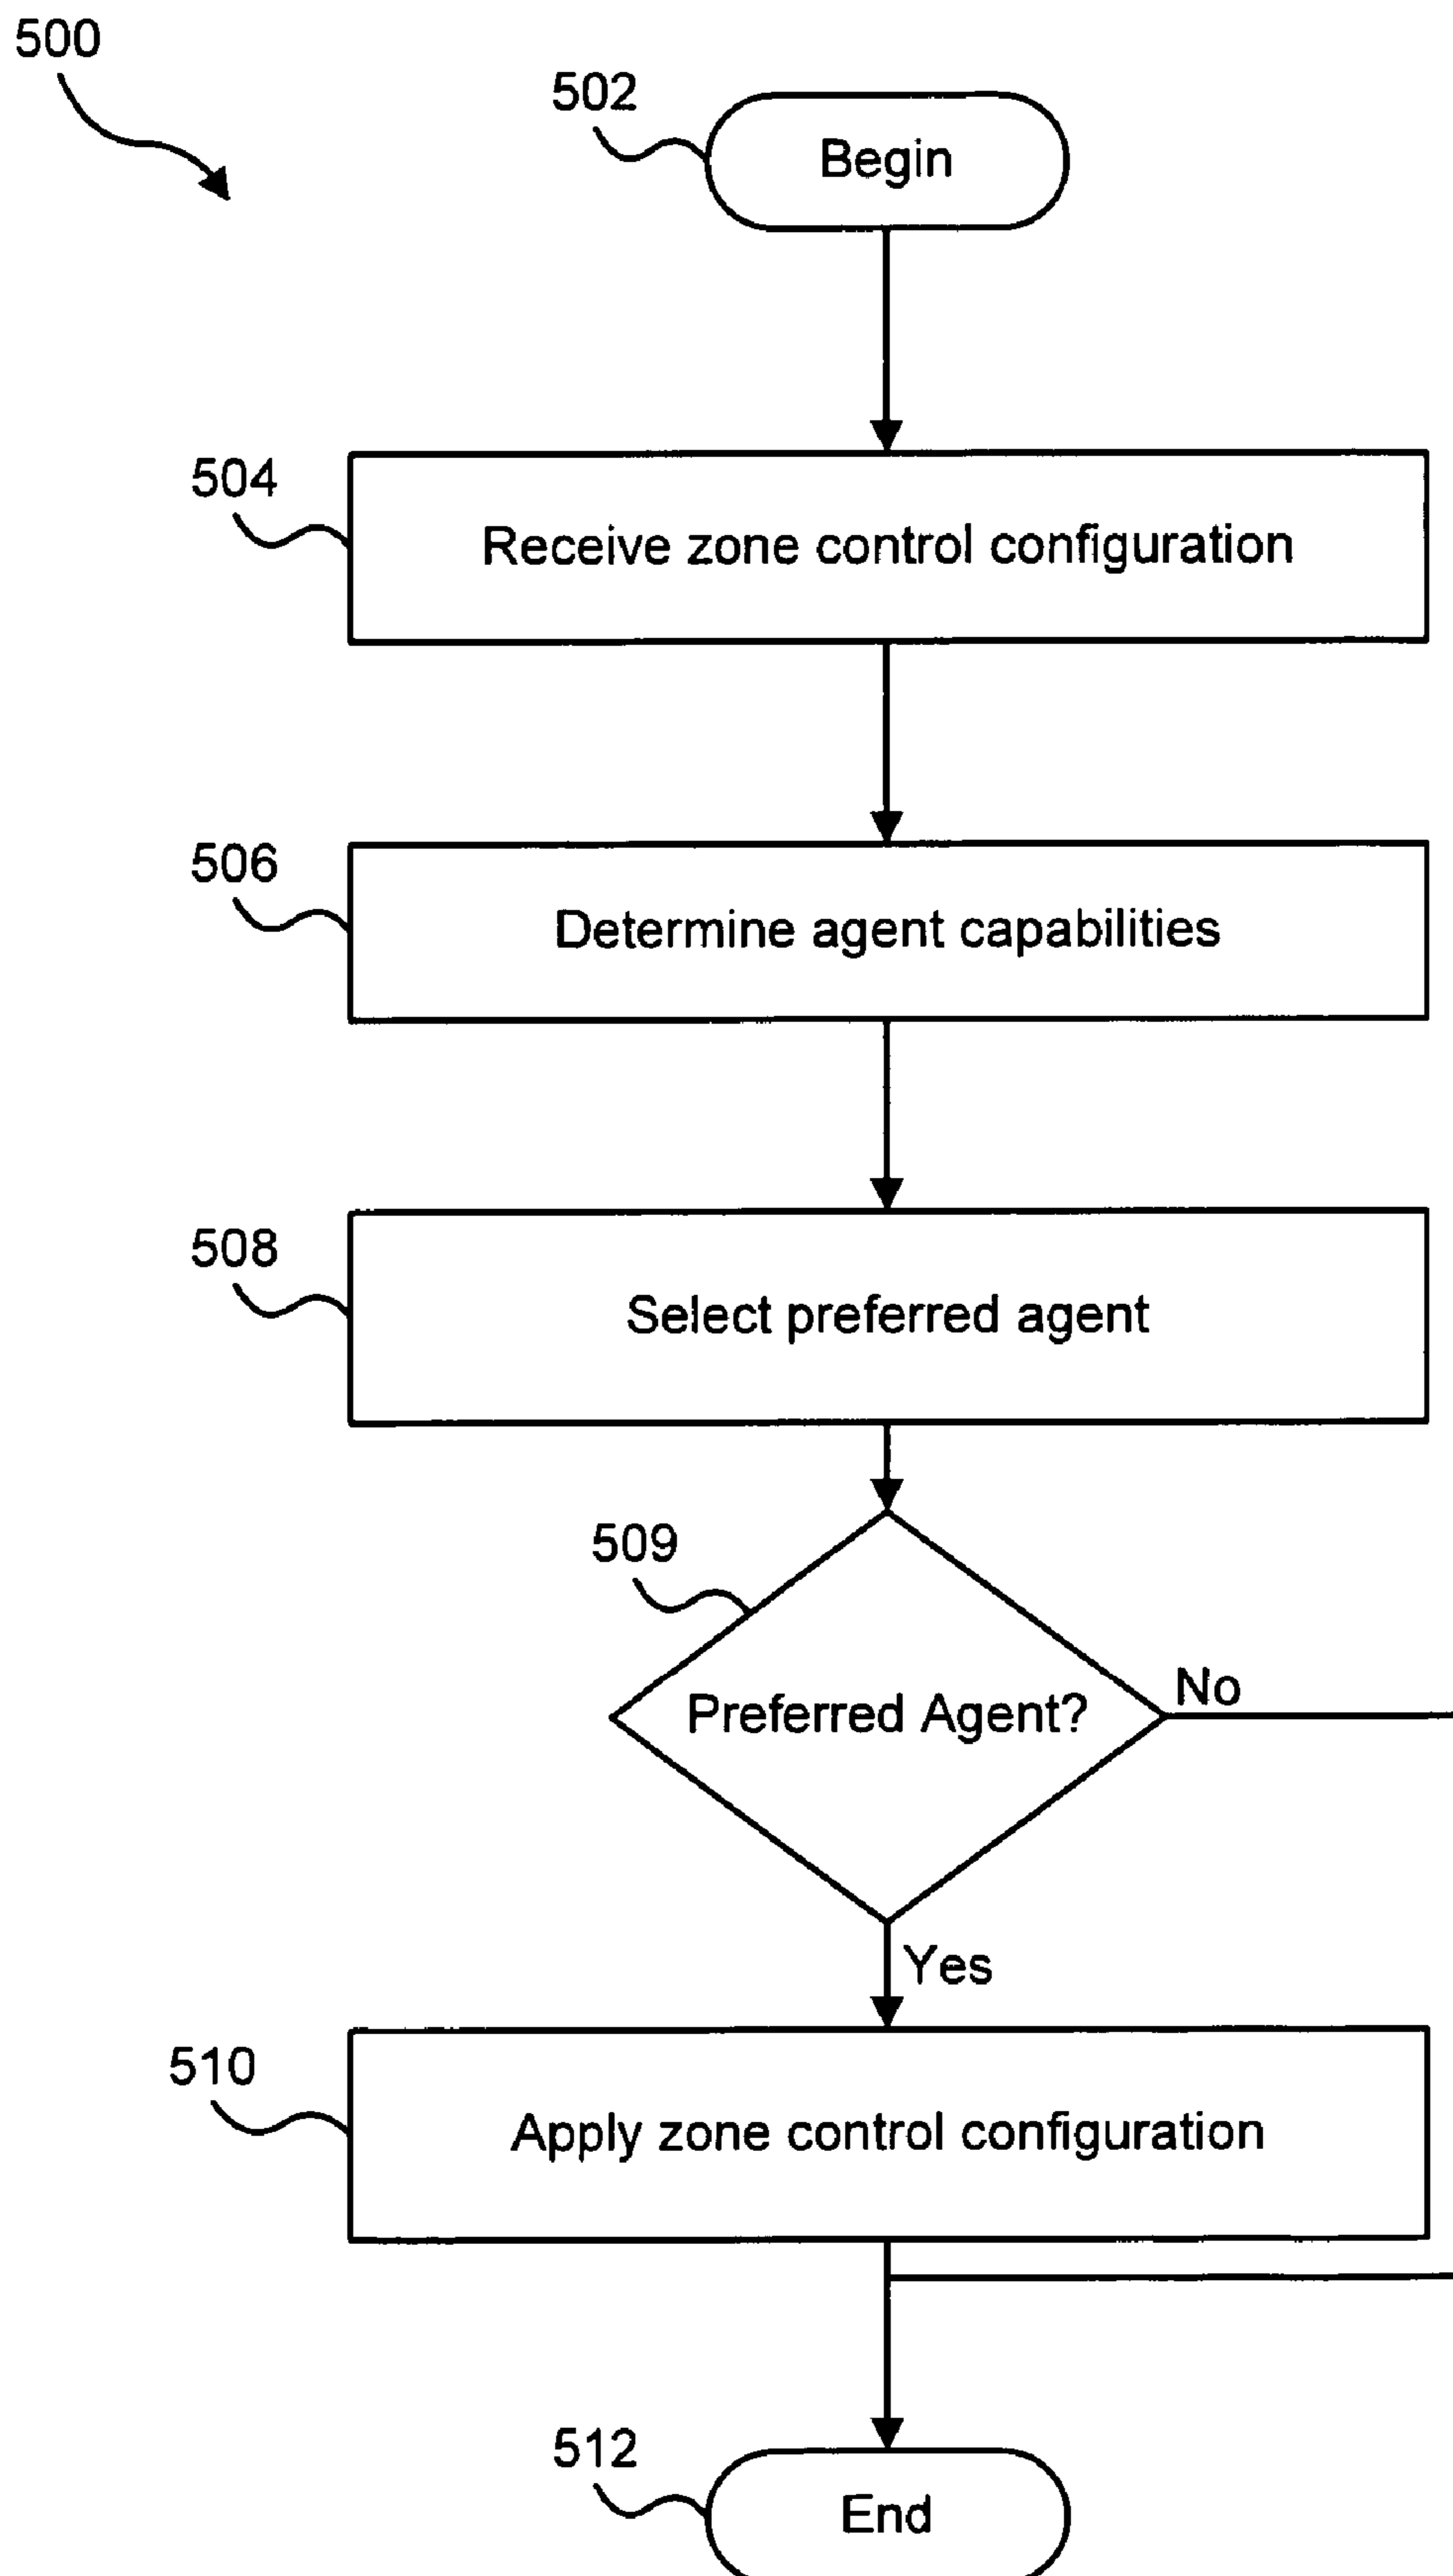 500
502
Begin
504
Receive zone control configuration
506
Determine agent capabilities
508
Select preferred agent
509
Preferred Agent?
No
Yes
510
Apply zone control configuration
512
End